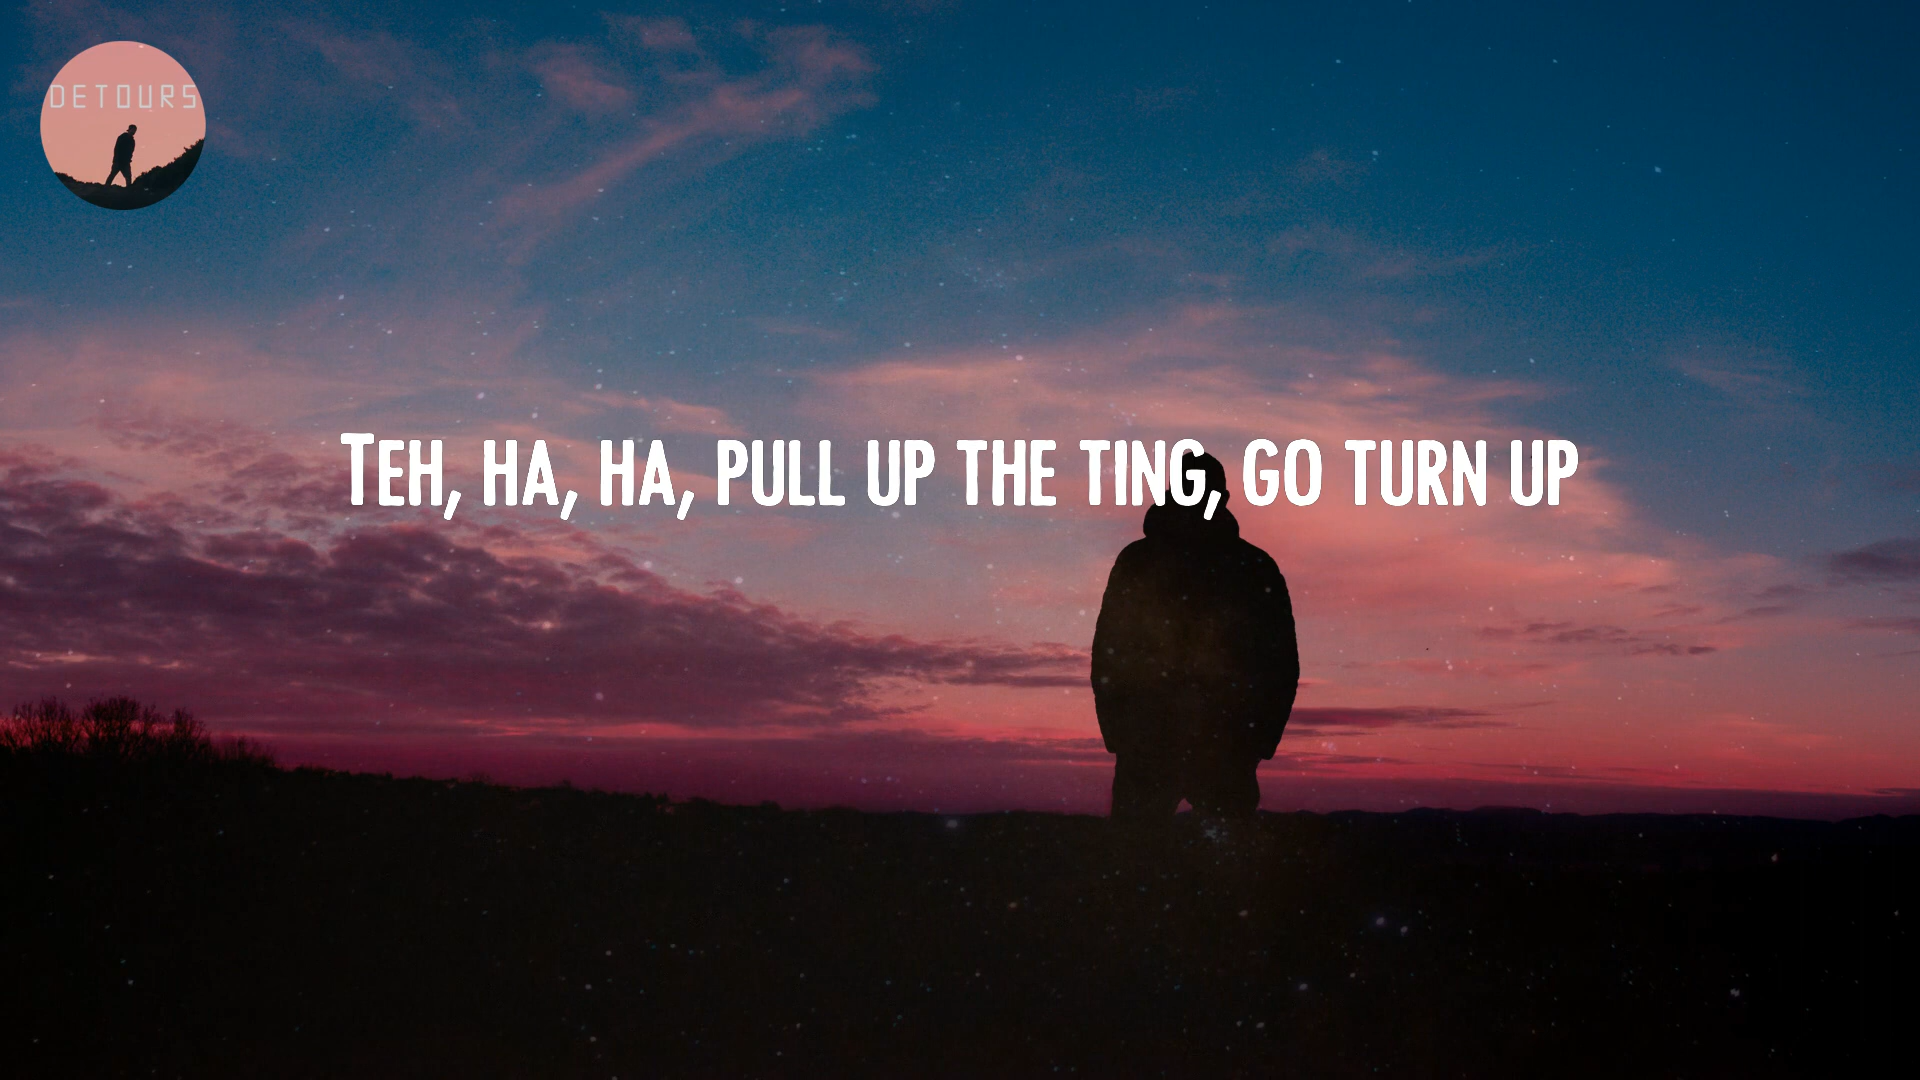 DETOURS
TEH, HA, HA, PULL UP THE TING, GO TURN UP